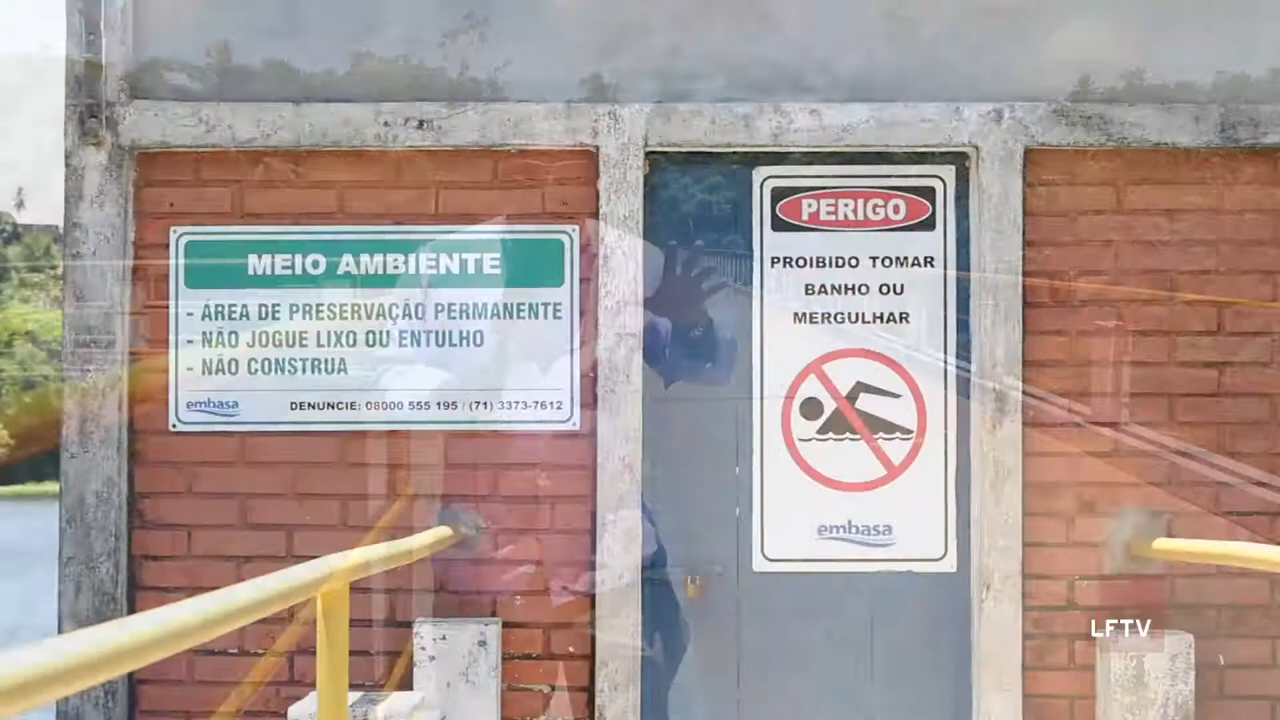 MEIO AMBIENTE
- ÁREA DE PRESERVAÇÃO PERMANENTE
- NÃO JOGUE LIXO OU ENTULHO
- NÃO CONSTRUA
embasa DENUNCIE: 08000 555 195 / (71) 3373-7612
PERIGO
PROIBIDO TOMAR
BANHO OU
MERGULHAR
embasa
LFTV